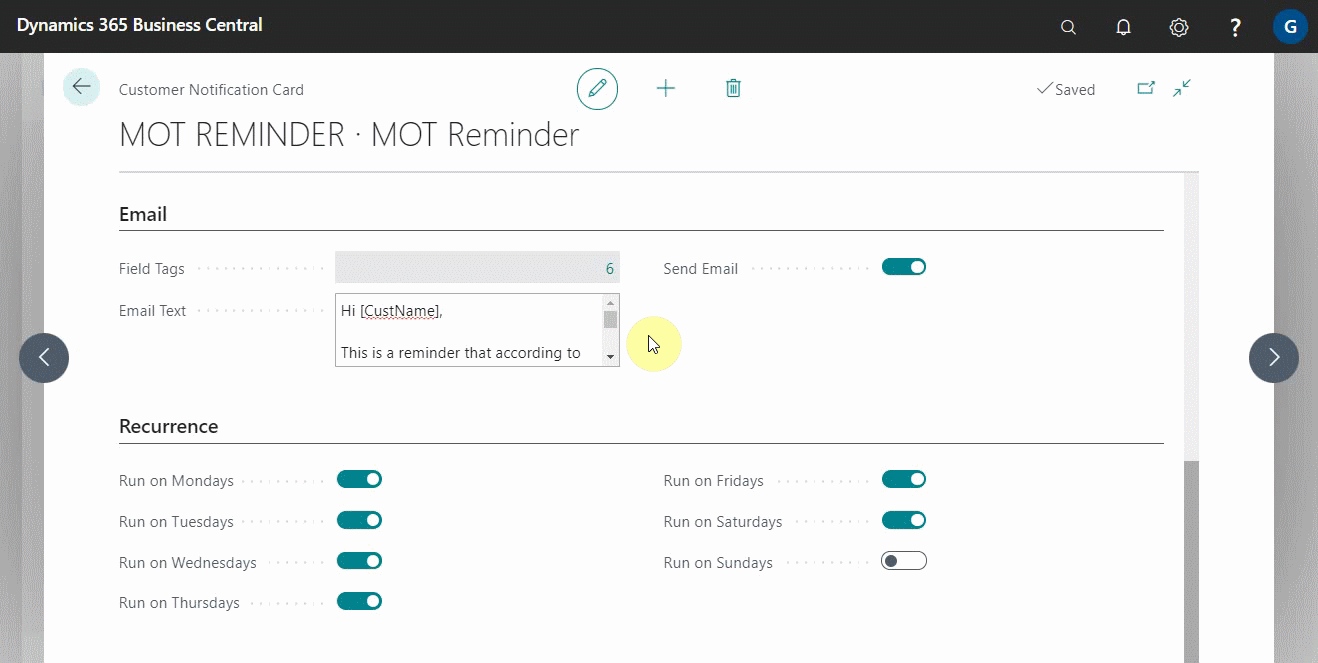 Dynamics 365 Business Central
?
G
Customer Notification Card
Saved
MOT REMINDER · MOT Reminder
Email
Field Tags
6
Send Email
Email Text
Hi [CustName],
This is a reminder that according to
Recurrence
Run on Mondays
Run on Fridays
Run on Tuesdays
Run on Saturdays
Run on Wednesdays
Run on Sundays
Run on Thursdays